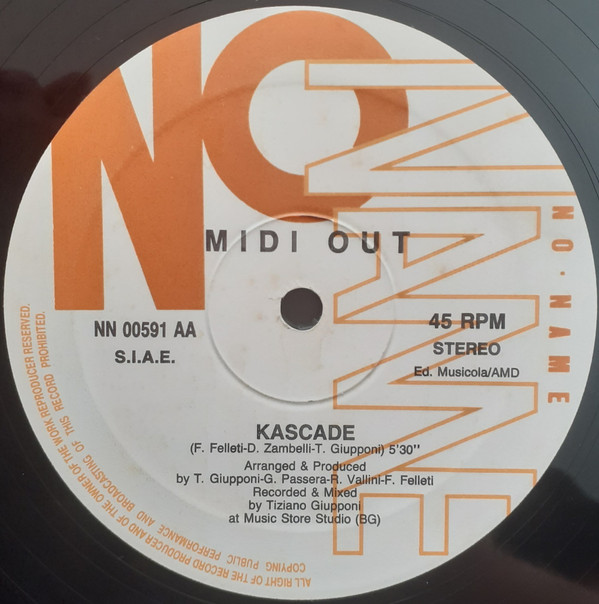 NO
NAME
NO·NAME
MIDI OUT
NN 00591 AA
S.I.A.E.
45 RPM
STEREO
Ed. Musicola/AMD
KASCADE
(F. Felleti-D. Zambelli-T. Giupponi) 5'30''
Arranged & Produced
by T. Giupponi-G. Passera-R. Vallini-F. Felleti
Recorded & Mixed
by Tiziano Giupponi
at Music Store Studio (BG)
ALL RIGHT OF THE RECORD PRODUCER AND OF THE OWNER OF THE WORK REPRODUCER RESERVED.
COPYING PUBLIC PERFORMANCE AND BROADCASTING OF THIS RECORD PROHIBITED.